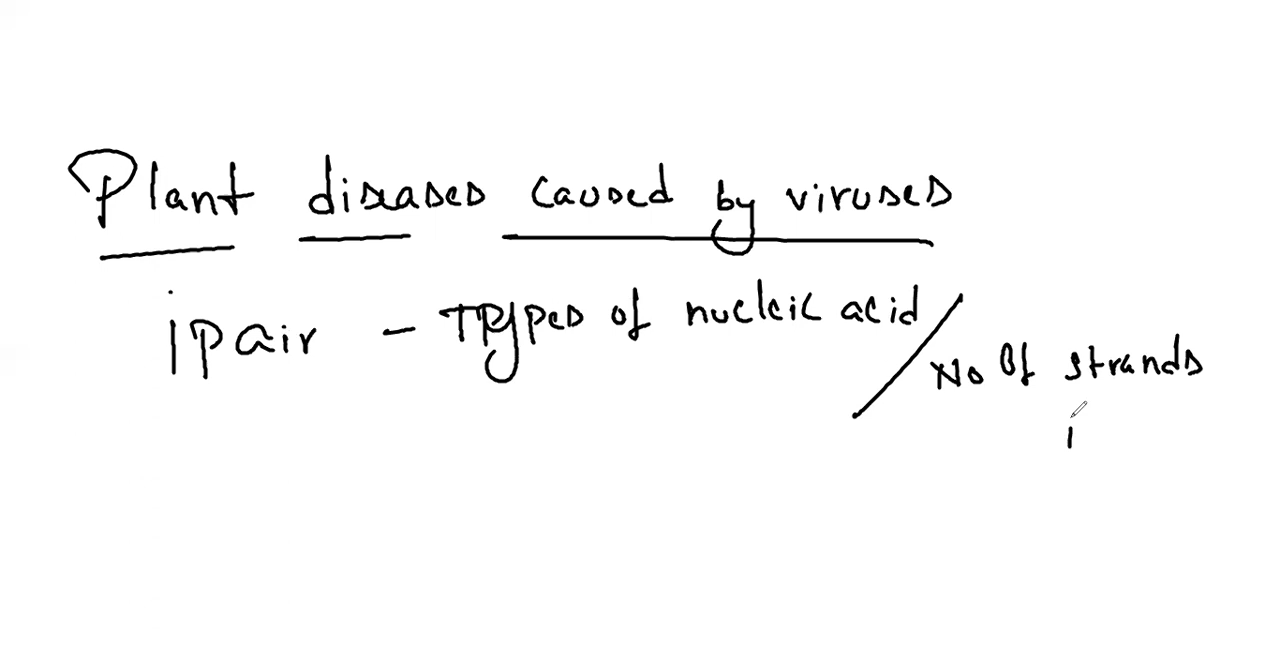 Plant diseases caused by viruses
1 pair - Types of nucleic acid / No Of strands